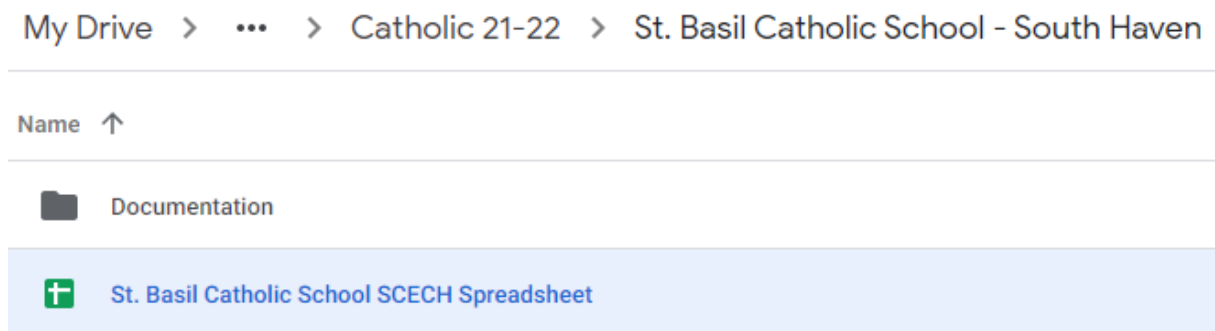 My Drive > ••• > Catholic 21-22 > St. Basil Catholic School - South Haven
Name ↑
Documentation
St. Basil Catholic School SCECH Spreadsheet